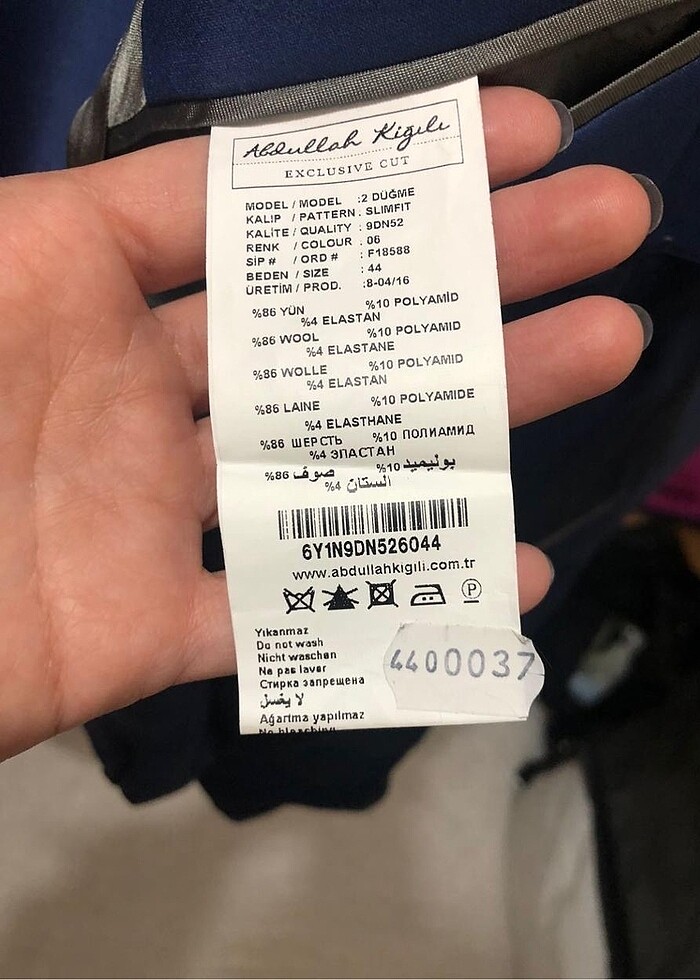 Abdullah Kiğılı
EXCLUSIVE CUT
MODEL / MODEL :2 DÜĞME
KALIP / PATTERN : SLIMFIT
KALİTE / QUALITY : 9DN52
RENK / COLOUR : 06
SİP # / ORD # : F18588
BEDEN / SIZE : 44
ÜRETİM / PROD. :8-04/16
%86 YÜN %10 POLYAMİD
%4 ELASTAN
%86 WOOL %10 POLYAMID
%4 ELASTANE
%86 WOLLE %10 POLYAMID
%4 ELASTAN
%86 LAINE %10 POLYAMIDE
%4 ELASTHANE
%86 ШЕРСТЬ %10 ПОЛИАМИД
%4 ЭЛАСТАН
%86 صوف %10 بوليميد
%4 الستان
6Y1N9DN526044
www.abdullahkigili.com.tr
P
Yıkanmaz
Do not wash
Nicht waschen
Ne pas laver
Стирка запрещена
لا يغسل
Ağartma yapılmaz
No bleaching
4400037